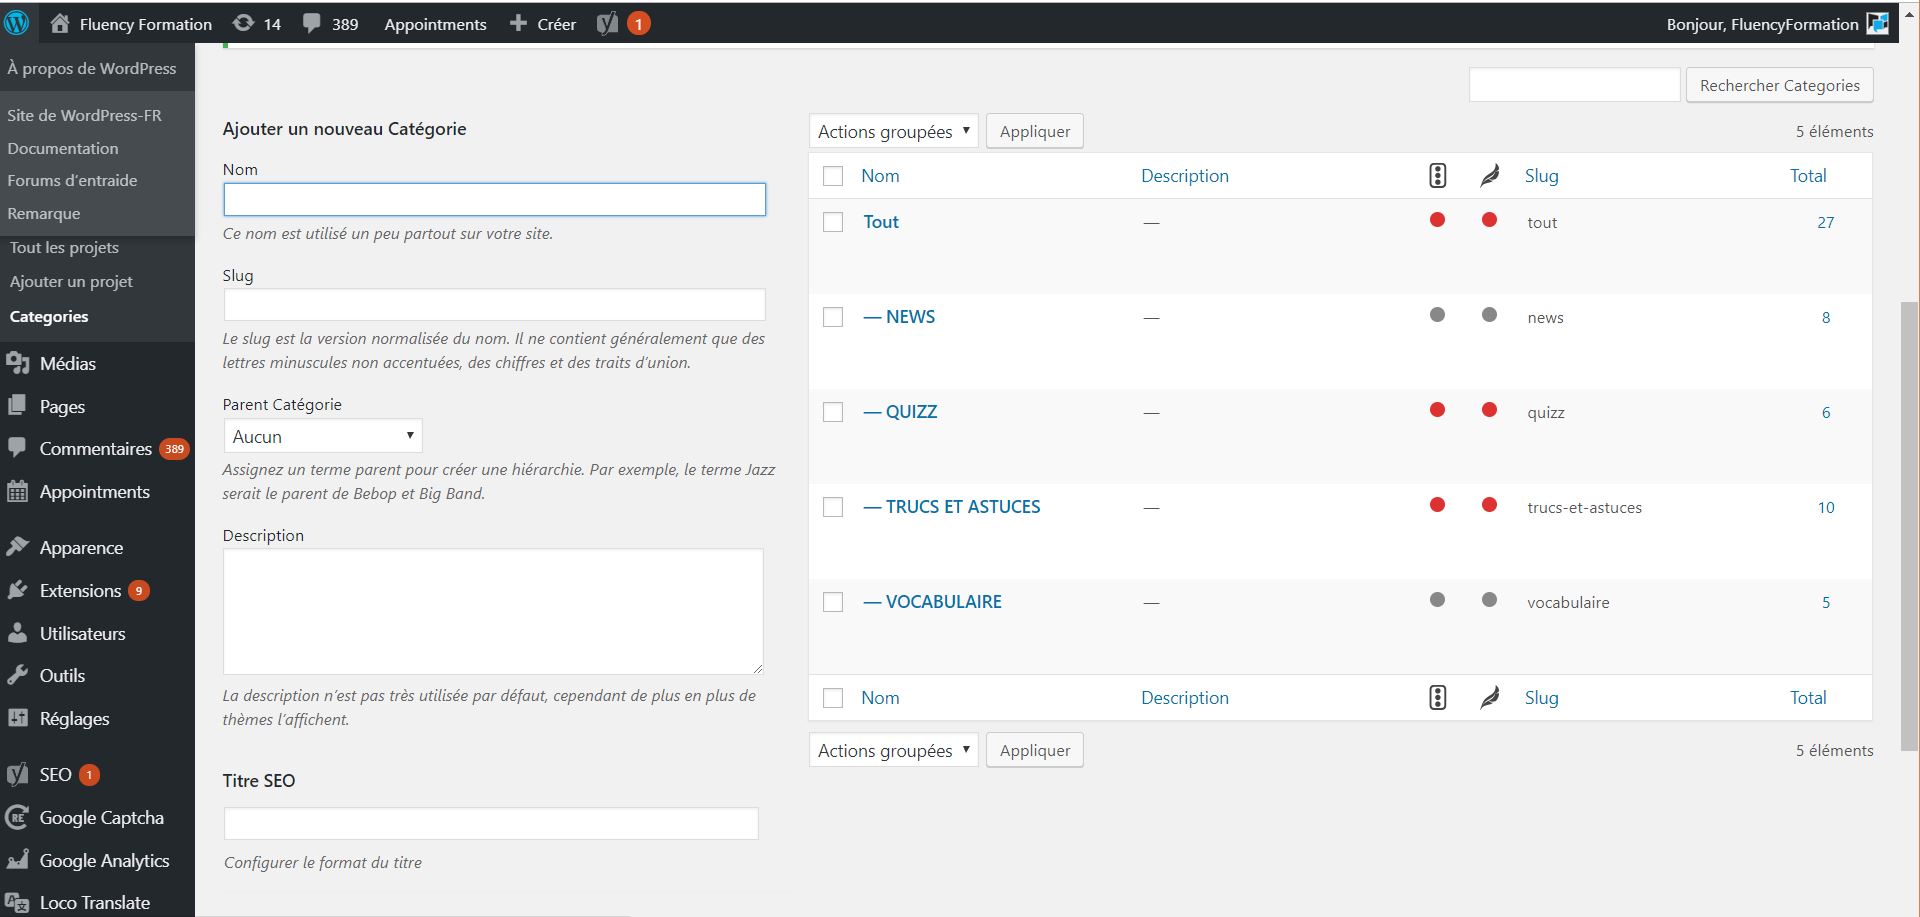 Fluency Formation 14 389 Appointments Créer 1 Bonjour, FluencyFormation
À propos de WordPress
Site de WordPress-FR
Documentation
Forums d'entraide
Remarque
Tout les projets
Ajouter un projet
Categories
Médias
Pages
Commentaires 389
Appointments
Apparence
Extensions 9
Utilisateurs
Outils
Réglages
SEO 1
Google Captcha
Google Analytics
Loco Translate
Ajouter un nouveau Catégorie
Nom
Ce nom est utilisé un peu partout sur votre site.
Slug
Le slug est la version normalisée du nom. Il ne contient généralement que des
lettres minuscules non accentuées, des chiffres et des traits d'union.
Parent Catégorie
Aucun
Assignez un terme parent pour créer une hiérarchie. Par exemple, le terme Jazz
serait le parent de Bebop et Big Band.
Description
La description n'est pas très utilisée par défaut, cependant de plus en plus de
thèmes l'affichent.
Titre SEO
Configurer le format du titre
Rechercher Categories
Actions groupées Appliquer 5 éléments
Nom Description Slug Total
Tout — tout 27
— NEWS — news 8
— QUIZZ — quizz 6
— TRUCS ET ASTUCES — trucs-et-astuces 10
— VOCABULAIRE — vocabulaire 5
Nom Description Slug Total
Actions groupées Appliquer 5 éléments